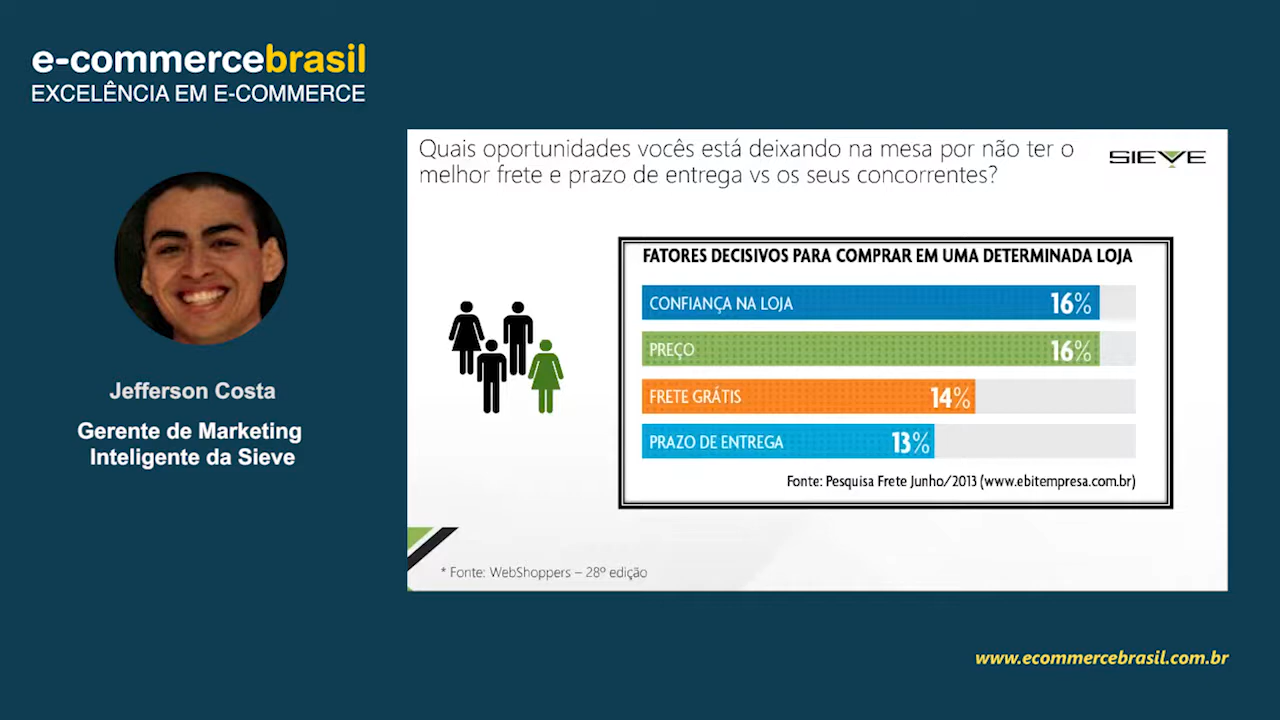 e-commercebrasil
EXCELÊNCIA EM E-COMMERCE
Jefferson Costa
Gerente de Marketing
Inteligente da Sieve
Quais oportunidades vocês está deixando na mesa por não ter o
melhor frete e prazo de entrega vs os seus concorrentes?
SIEVE
FATORES DECISIVOS PARA COMPRAR EM UMA DETERMINADA LOJA
CONFIANÇA NA LOJA 16%
PREÇO 16%
FRETE GRÁTIS 14%
PRAZO DE ENTREGA 13%
Fonte: Pesquisa Frete Junho/2013 (www.ebitempresa.com.br)
* Fonte: WebShoppers – 28º edição
www.ecommercebrasil.com.br